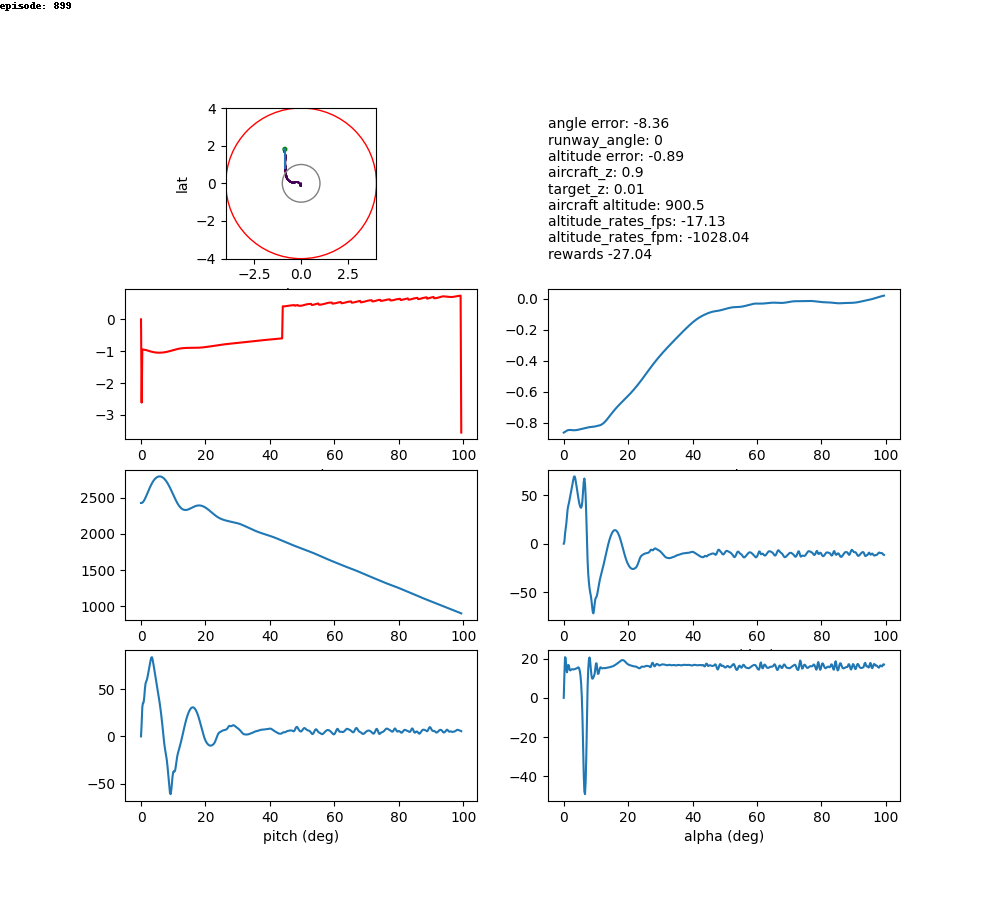 episode: 899
4
2
0
−2
−4
lat
−2.5 0.0 2.5
angle error: -8.36
runway_angle: 0
altitude error: -0.89
aircraft_z: 0.9
target_z: 0.01
aircraft altitude: 900.5
altitude_rates_fps: -17.13
altitude_rates_fpm: -1028.04
rewards -27.04
0
−1
−2
−3
0 20 40 60 80 100
0.0
−0.2
−0.4
−0.6
−0.8
0 20 40 60 80 100
2500
2000
1500
1000
0 20 40 60 80 100
50
0
−50
0 20 40 60 80 100
50
0
−50
0 20 40 60 80 100
pitch (deg)
20
0
−20
−40
0 20 40 60 80 100
alpha (deg)